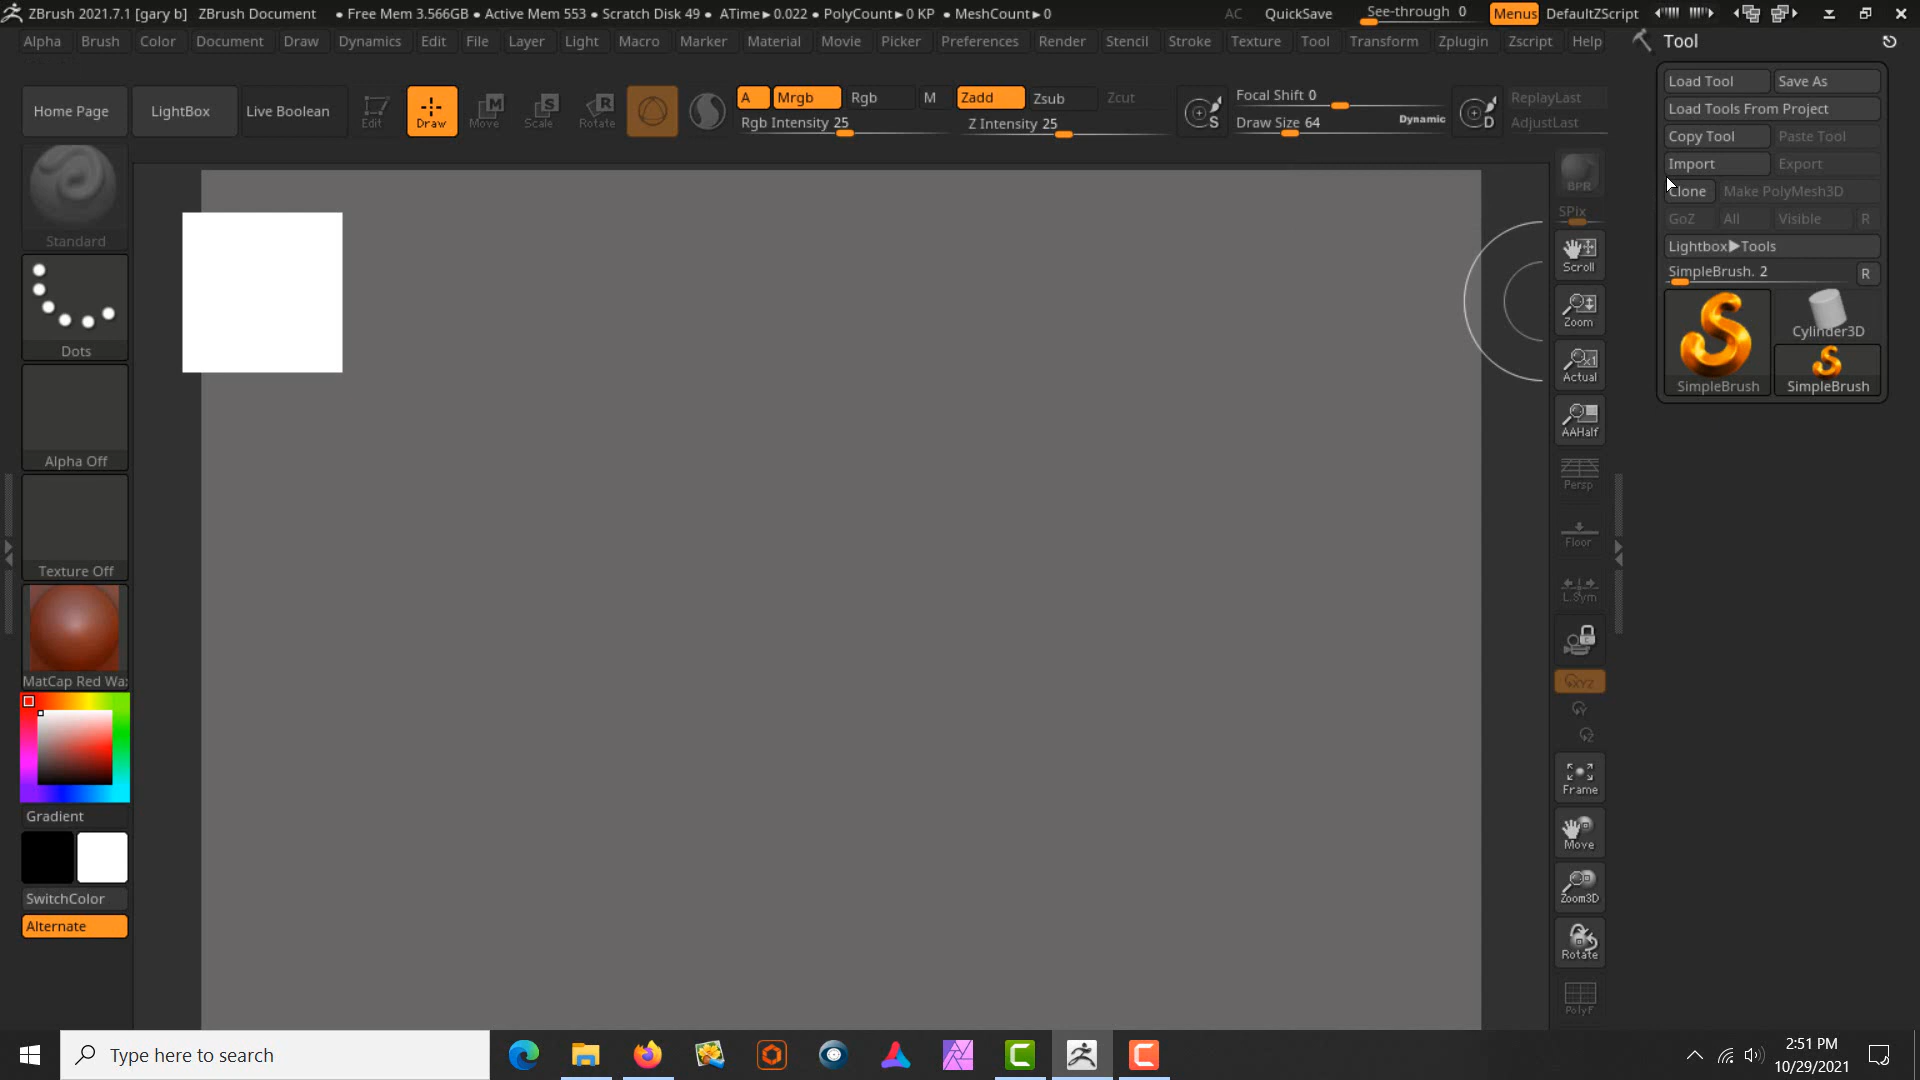 ZBrush 2021.7.1 [gary b] ZBrush Document • Free Mem 3.566GB • Active Mem 553 • Scratch Disk 49 • ATime►0.022 • PolyCount►0 KP • MeshCount►0 AC QuickSave See-through 0 Menus DefaultZScript
Alpha Brush Color Document Draw Dynamics Edit File Layer Light Macro Marker Material Movie Picker Preferences Render Stencil Stroke Texture Tool Transform Zplugin Zscript Help Tool
Load Tool Save As
Home Page LightBox Live Boolean Edit Draw Move Scale Rotate A Mrgb Rgb M Zadd Zsub Zcut Focal Shift 0 ReplayLast
Rgb Intensity 25 Z Intensity 25 Draw Size 64 Dynamic AdjustLast
Load Tools From Project
Copy Tool Paste Tool
Import Export
Clone Make PolyMesh3D
GoZ All Visible R
Lightbox►Tools
SimpleBrush. 2 R
Cylinder3D
SimpleBrush SimpleBrush
Standard
Dots
Alpha Off
Texture Off
MatCap Red Wa
Gradient
SwitchColor
Alternate
BPR
SPix
Scroll
Zoom
Actual
AAHalf
Persp
Floor
L.Sym
XYZ
Y
Z
Frame
Move
Zoom3D
Rotate
PolyF
Type here to search
2:51 PM
10/29/2021